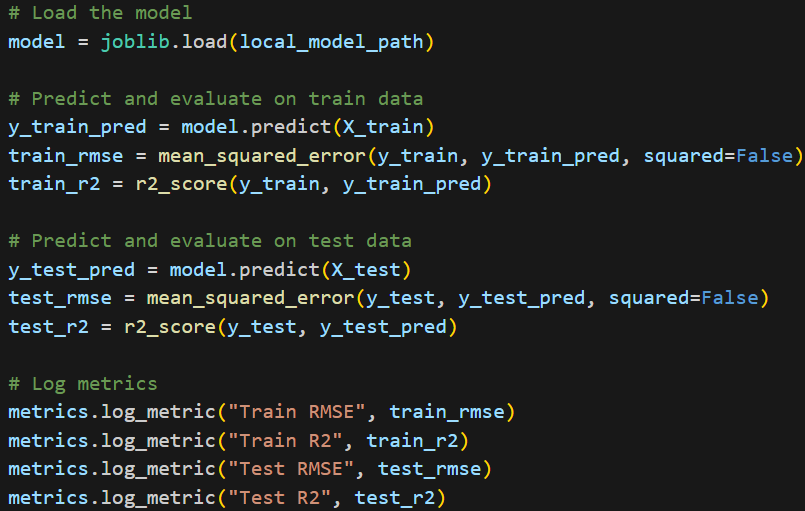 # Load the model
model = joblib.load(local_model_path)
# Predict and evaluate on train data
y_train_pred = model.predict(X_train)
train_rmse = mean_squared_error(y_train, y_train_pred, squared=False)
train_r2 = r2_score(y_train, y_train_pred)
# Predict and evaluate on test data
y_test_pred = model.predict(X_test)
test_rmse = mean_squared_error(y_test, y_test_pred, squared=False)
test_r2 = r2_score(y_test, y_test_pred)
# Log metrics
metrics.log_metric("Train RMSE", train_rmse)
metrics.log_metric("Train R2", train_r2)
metrics.log_metric("Test RMSE", test_rmse)
metrics.log_metric("Test R2", test_r2)